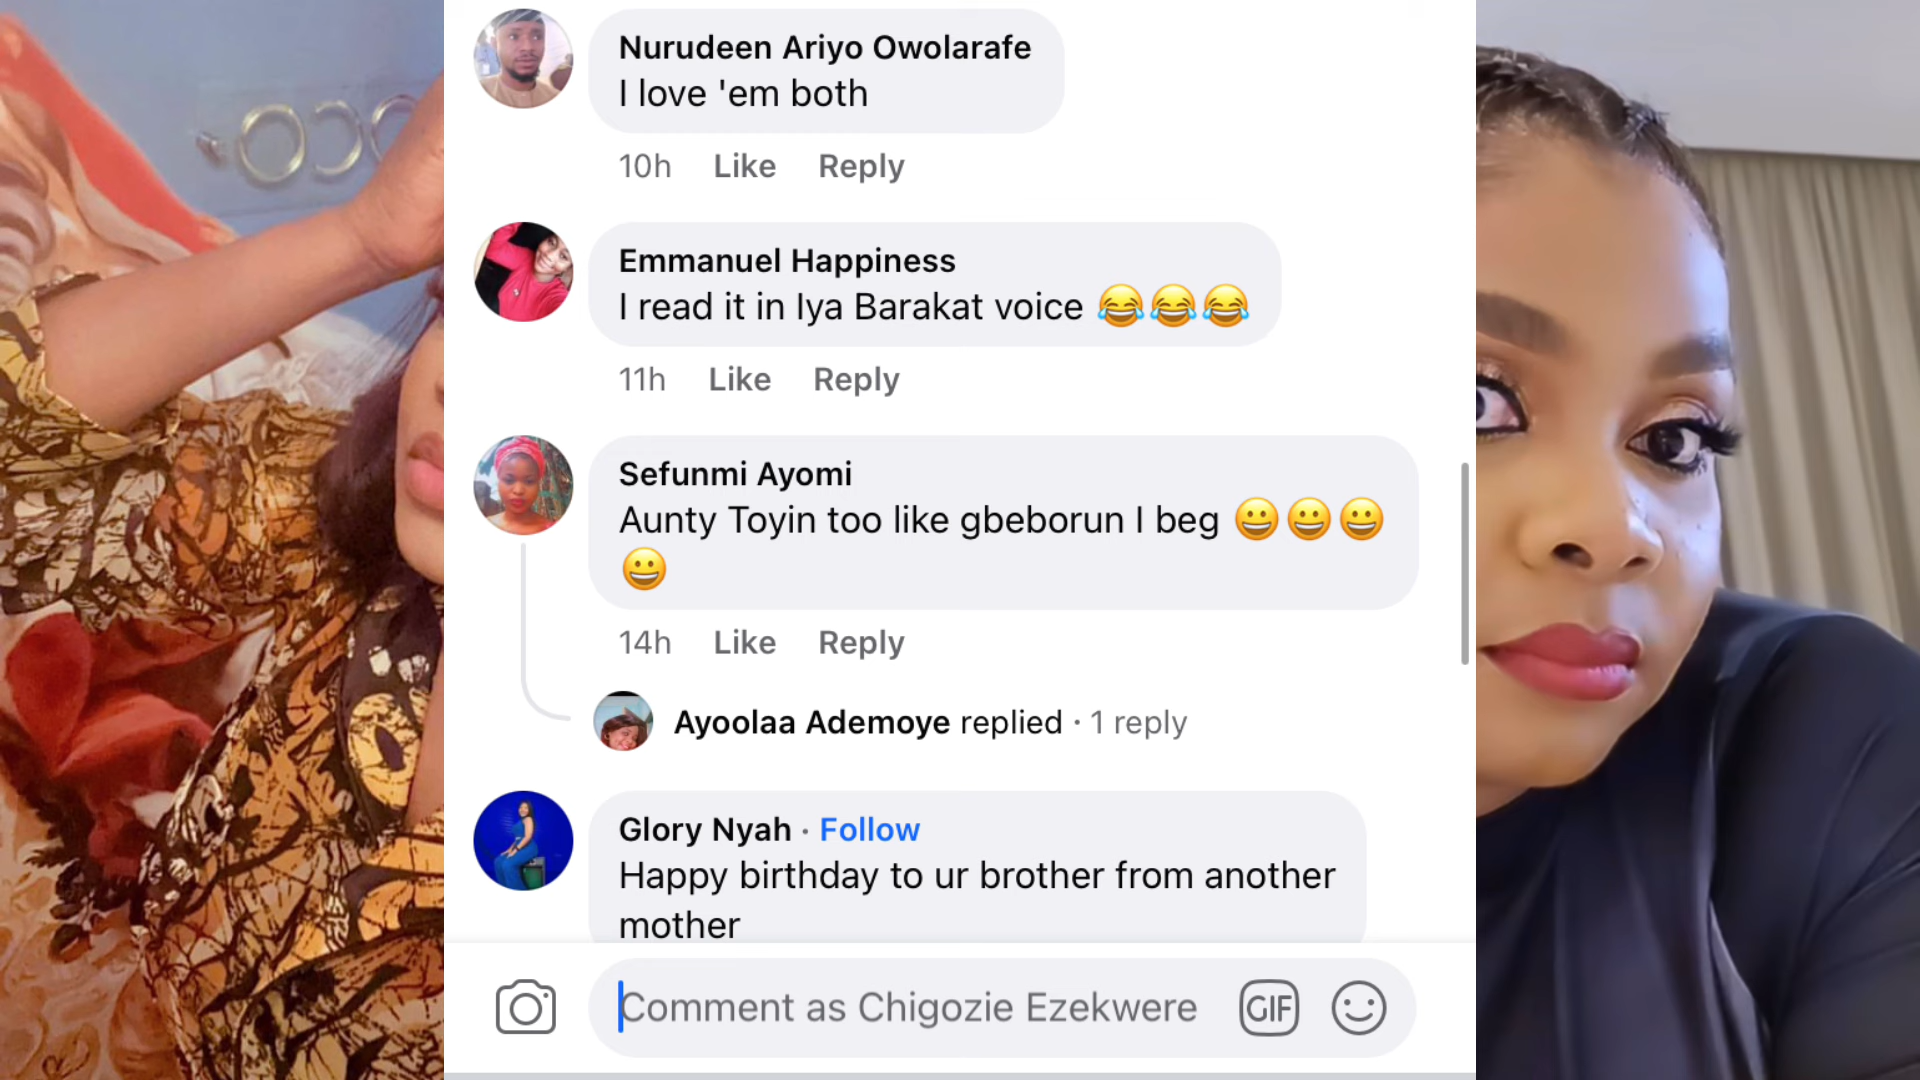 Nurudeen Ariyo Owolarafe
I love 'em both
10h Like Reply
Emmanuel Happiness
I read it in Iya Barakat voice 😂😂😂
11h Like Reply
Sefunmi Ayomi
Aunty Toyin too like gbeborun I beg 😀😀😀
😀
14h Like Reply
Ayoolaa Ademoye replied · 1 reply
Glory Nyah · Follow
Happy birthday to ur brother from another
mother
Comment as Chigozie Ezekwere GIF